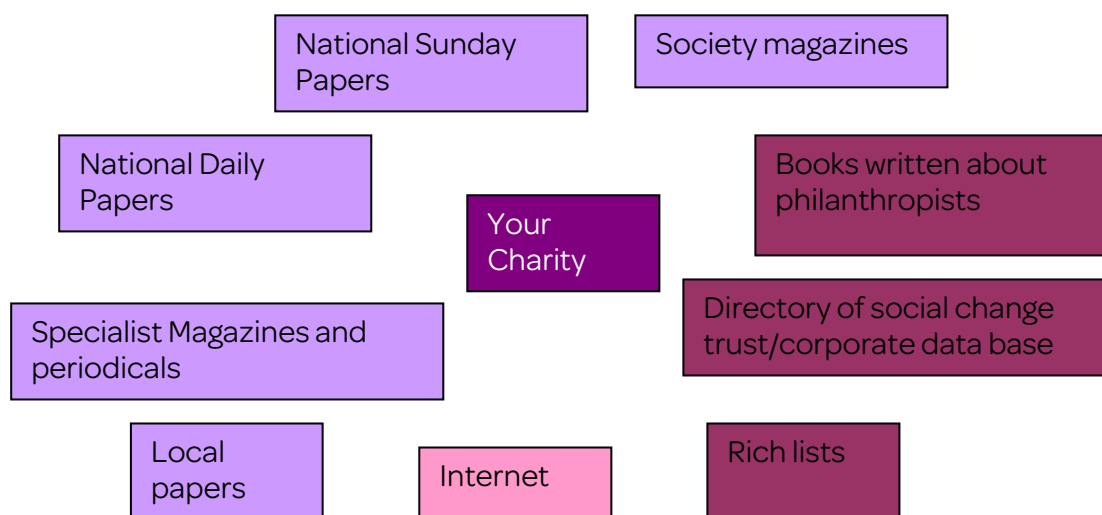 National Sunday
Papers
Society magazines
National Daily
Papers
Books written about
philanthropists
Your
Charity
Directory of social change
trust/corporate data base
Specialist Magazines and
periodicals
Local
papers
Internet
Rich lists